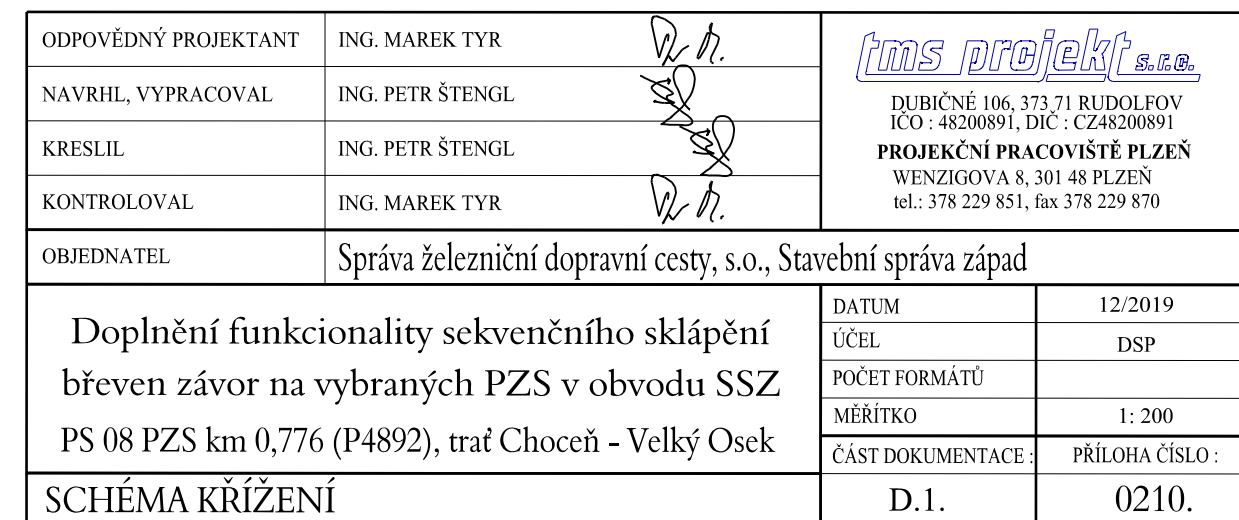 ODPOVĚDNÝ PROJEKTANT ING. MAREK TYR
NAVRHL, VYPRACOVAL ING. PETR ŠTENGL
KRESLIL ING. PETR ŠTENGL
KONTROLOVAL ING. MAREK TYR
tms projekt s.r.o.
DUBIČNÉ 106, 373 71 RUDOLFOV
IČO : 48200891, DIČ : CZ48200891
PROJEKČNÍ PRACOVIŠTĚ PLZEŇ
WENZIGOVA 8, 301 48 PLZEŇ
tel.: 378 229 851, fax 378 229 870
OBJEDNATEL Správa železniční dopravní cesty, s.o., Stavební správa západ
Doplnění funkcionality sekvenčního sklápění
břeven závor na vybraných PZS v obvodu SSZ
PS 08 PZS km 0,776 (P4892), trať Choceň - Velký Osek
SCHÉMA KŘÍŽENÍ
DATUM 12/2019
ÚČEL DSP
POČET FORMÁTŮ
MĚŘÍTKO 1: 200
ČÁST DOKUMENTACE : PŘÍLOHA ČÍSLO :
D.1. 0210.